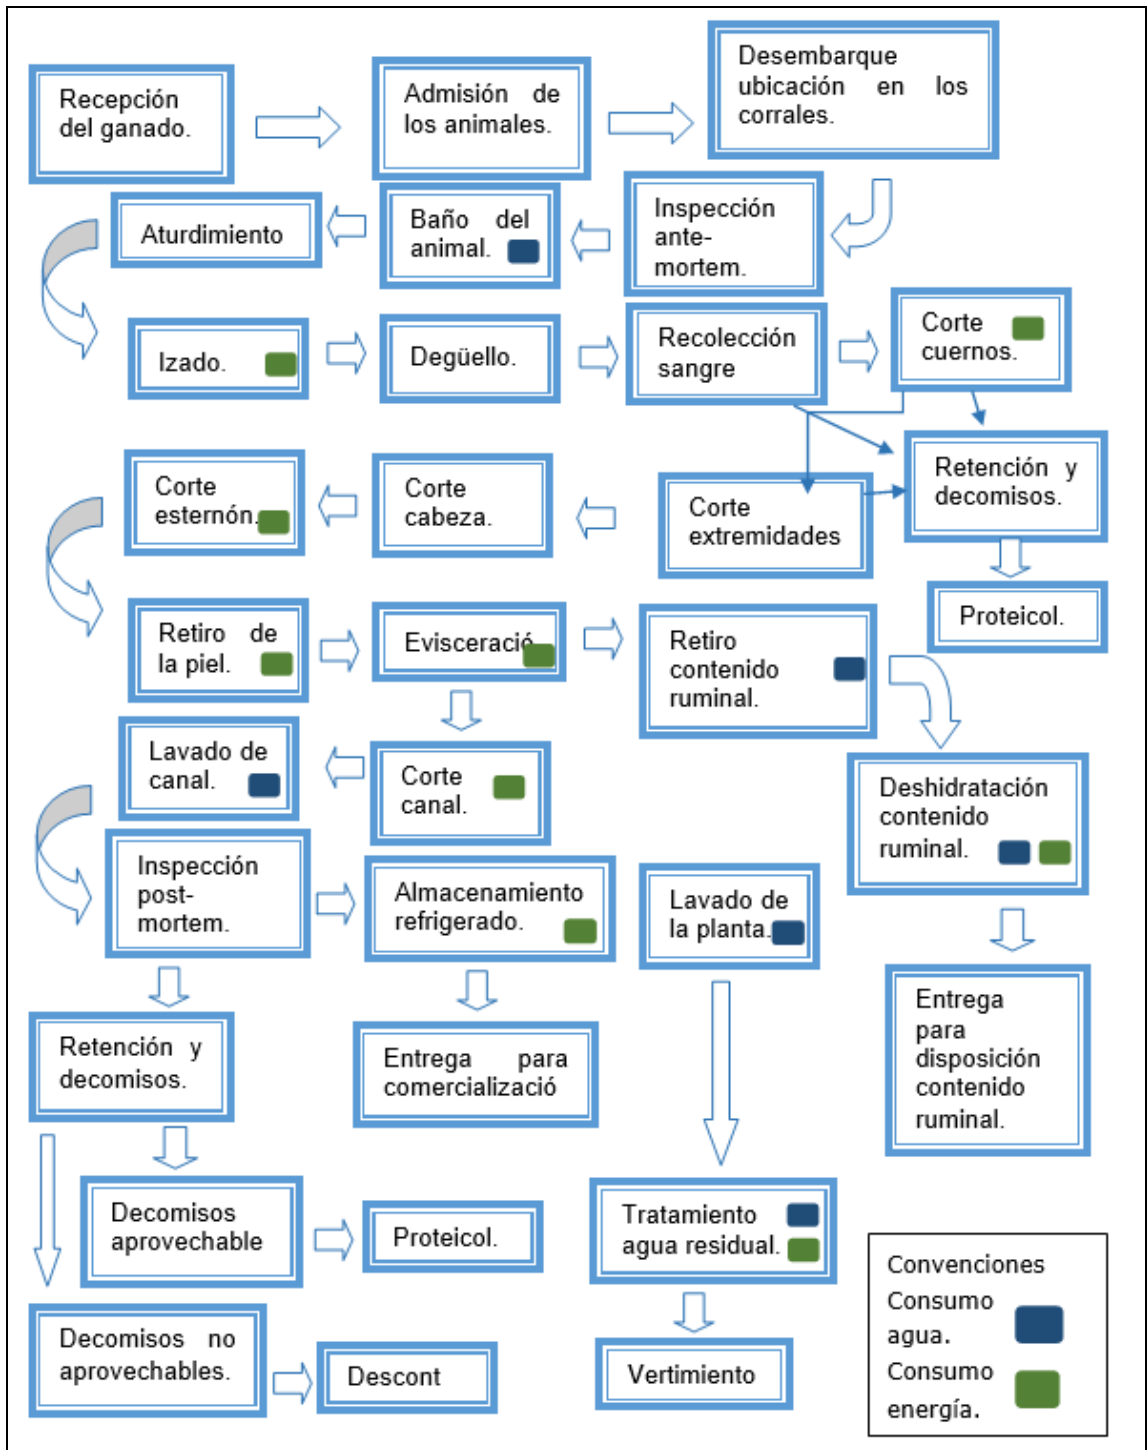 Recepción
del ganado.
Admisión de
los animales.
Desembarque
ubicación en los
corrales.
Aturdimiento
Baño del
animal.
Inspección
ante-
mortem.
Izado.
Degüello.
Recolección
sangre
Corte
cuernos.
Corte
esternón.
Corte
cabeza.
Corte
extremidades
Retención y
decomisos.
Proteicol.
Retiro de
la piel.
Evisceració
Retiro
contenido
ruminal.
Lavado de
canal.
Corte
canal.
Deshidratación
contenido
ruminal.
Inspección
post-
mortem.
Almacenamiento
refrigerado.
Lavado de
la planta.
Entrega
para
disposición
contenido
ruminal.
Retención y
decomisos.
Entrega para
comercializació
Decomisos
aprovechable
Proteicol.
Tratamiento
agua residual.
Decomisos no
aprovechables.
Descont
Vertimiento
Convenciones
Consumo
agua.
Consumo
energía.